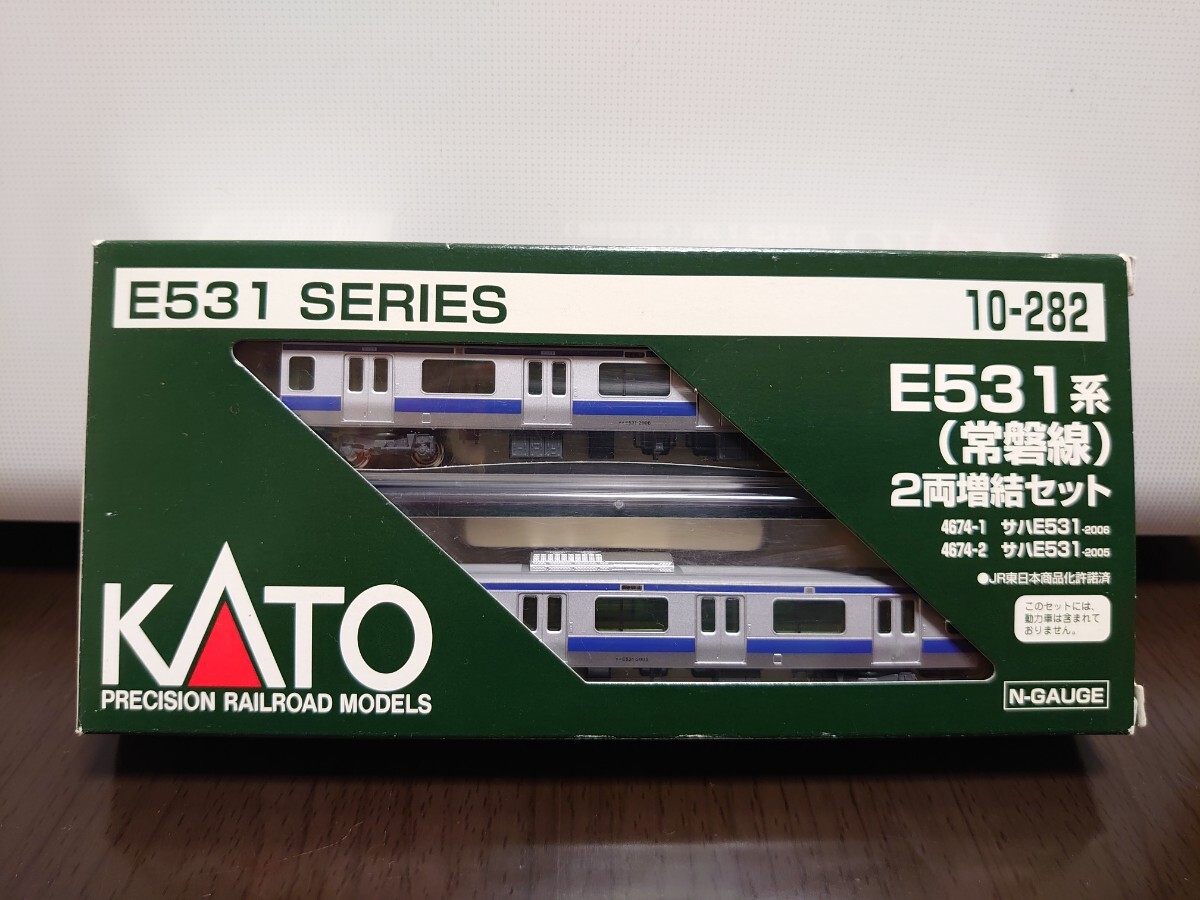 E531 SERIES
10-282
E531系
(常磐線)
2両増結セット
4674-1 サハE531-2006
4674-2 サハE531-2005
●JR東日本商品化許諾済
このセットには、
動力車は含まれて
おりません。
KATO
PRECISION RAILROAD MODELS
N-GAUGE